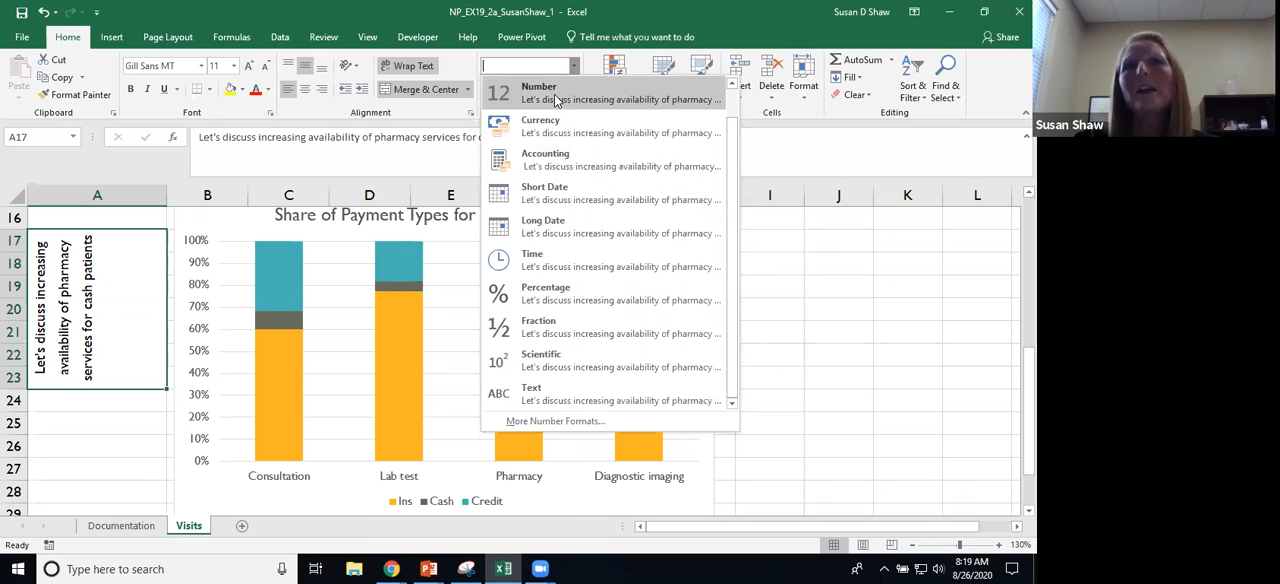 NP_EX19_2a_SusanShaw_1 - Excel
Susan D Shaw
File Home Insert Page Layout Formulas Data Review View Developer Help Power Pivot Tell me what you want to do Share
Paste
Cut
Copy
Format Painter
Clipboard
Gill Sans MT 11
B I U
Font
Wrap Text
Merge & Center
Alignment
Delete Format
Cells
AutoSum
Fill
Clear
Sort & Filter
Find & Select
Editing
A17
fx
Let's discuss increasing availability of pharmacy services for c
12 Number
Let's discuss increasing availability of pharmacy ...
Currency
Let's discuss increasing availability of pharmacy ...
Accounting
Let's discuss increasing availability of pharmacy...
Short Date
Let's discuss increasing availability of pharmacy ...
Long Date
Let's discuss increasing availability of pharmacy ...
Time
Let's discuss increasing availability of pharmacy ...
% Percentage
Let's discuss increasing availability of pharmacy ...
½ Fraction
Let's discuss increasing availability of pharmacy ...
10² Scientific
Let's discuss increasing availability of pharmacy ...
ABC Text
Let's discuss increasing availability of pharmacy ...
More Number Formats...
A B C D E I J K L
16
17
18
19
20
21
22
23
24
25
26
27
28
29
Let's discuss increasing
availability of pharmacy
services for cash patients
Share of Payment Types for
100%
90%
80%
70%
60%
50%
40%
30%
20%
10%
0%
Consultation Lab test Pharmacy Diagnostic imaging
Ins Cash Credit
Documentation Visits
Ready
130%
Type here to search
8:19 AM
8/26/2020
Susan Shaw